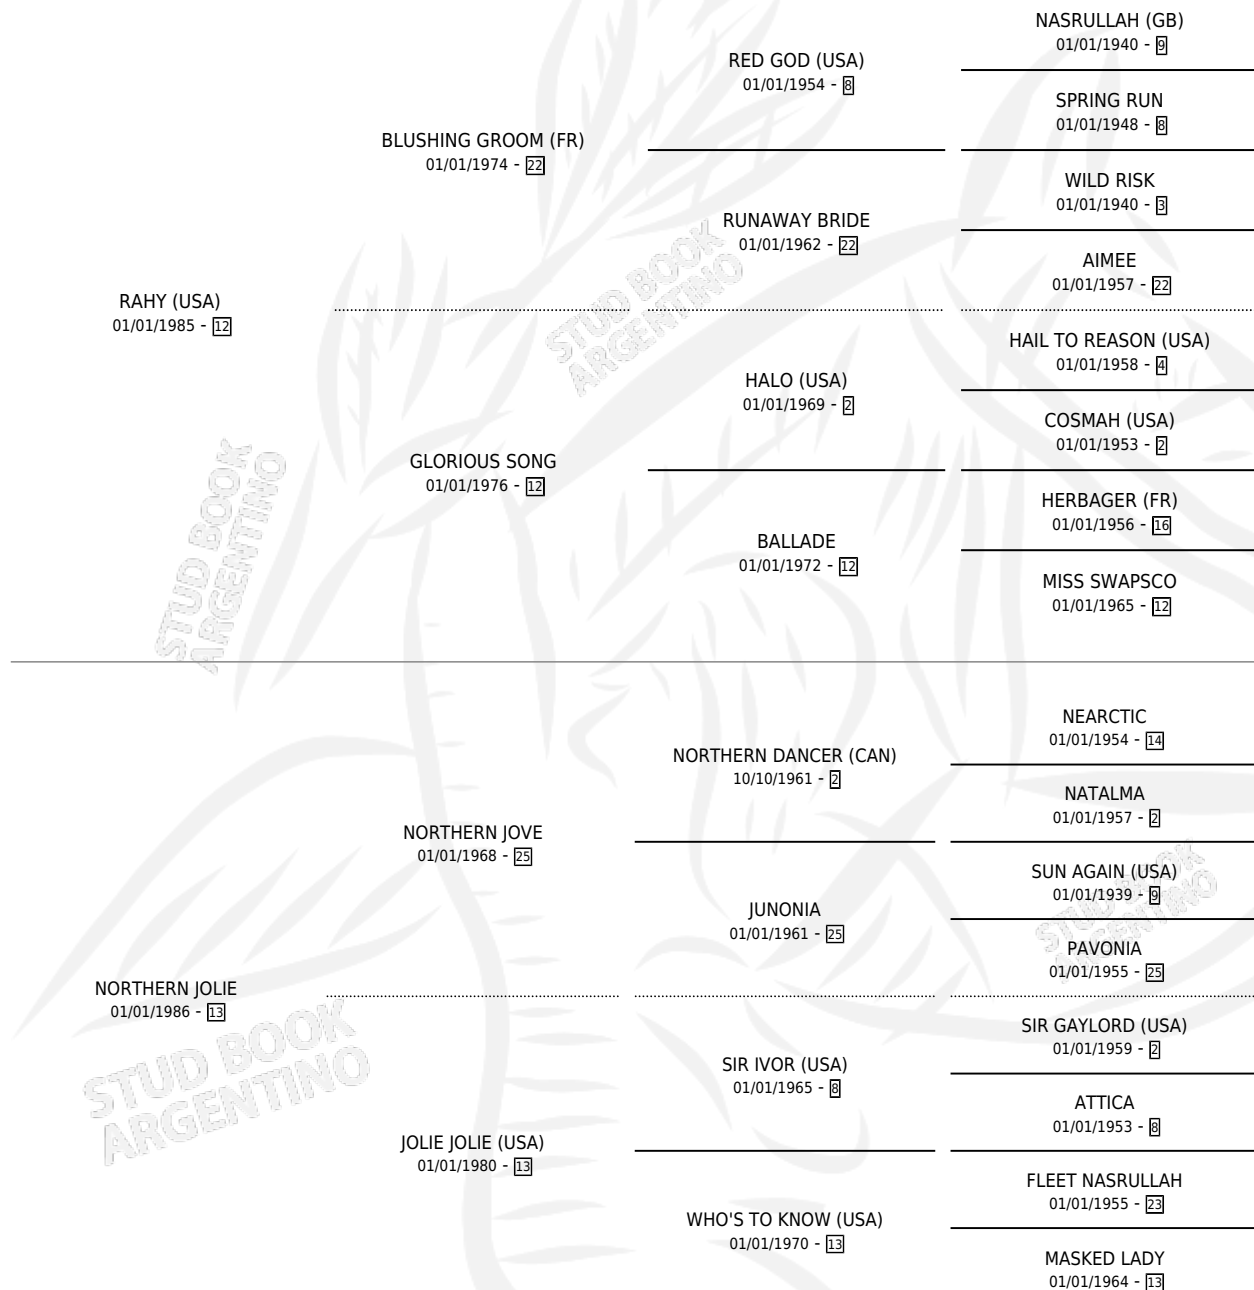 NASRULLAH (GB)
01/01/1940 - 9
RED GOD (USA)
01/01/1954 - 8
SPRING RUN
01/01/1948 - 8
BLUSHING GROOM (FR)
01/01/1974 - 22
WILD RISK
01/01/1940 - 3
RUNAWAY BRIDE
01/01/1962 - 22
AIMEE
01/01/1957 - 22
RAHY (USA)
01/01/1985 - 12
STUD BOOK
ARGENTINO
HAIL TO REASON (USA)
01/01/1958 - 4
HALO (USA)
01/01/1969 - 2
COSMAH (USA)
01/01/1953 - 2
GLORIOUS SONG
01/01/1976 - 12
HERBAGER (FR)
01/01/1956 - 16
BALLADE
01/01/1972 - 12
MISS SWAPSCO
01/01/1965 - 12
STUD BOOK
ARGENTINO
NEARCTIC
01/01/1954 - 14
NORTHERN DANCER (CAN)
10/10/1961 - 2
NATALMA
01/01/1957 - 2
NORTHERN JOVE
01/01/1968 - 25
SUN AGAIN (USA)
01/01/1939 - 9
JUNONIA
01/01/1961 - 25
STUD BOOK
ARGENTINO
PAVONIA
01/01/1955 - 25
NORTHERN JOLIE
01/01/1986 - 13
SIR GAYLORD (USA)
01/01/1959 - 2
SIR IVOR (USA)
01/01/1965 - 8
ATTICA
01/01/1953 - 8
STUD BOOK
ARGENTINO
JOLIE JOLIE (USA)
01/01/1980 - 13
FLEET NASRULLAH
01/01/1955 - 23
WHO'S TO KNOW (USA)
01/01/1970 - 13
MASKED LADY
01/01/1964 - 13